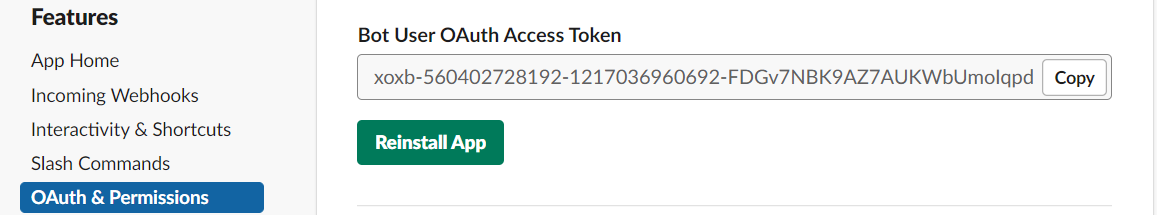 Features
App Home
Incoming Webhooks
Interactivity & Shortcuts
Slash Commands
OAuth & Permissions
Bot User OAuth Access Token
xoxb-560402728192-1217036960692-FDGv7NBK9AZ7AUKWbUmoIqpd
Copy
Reinstall App